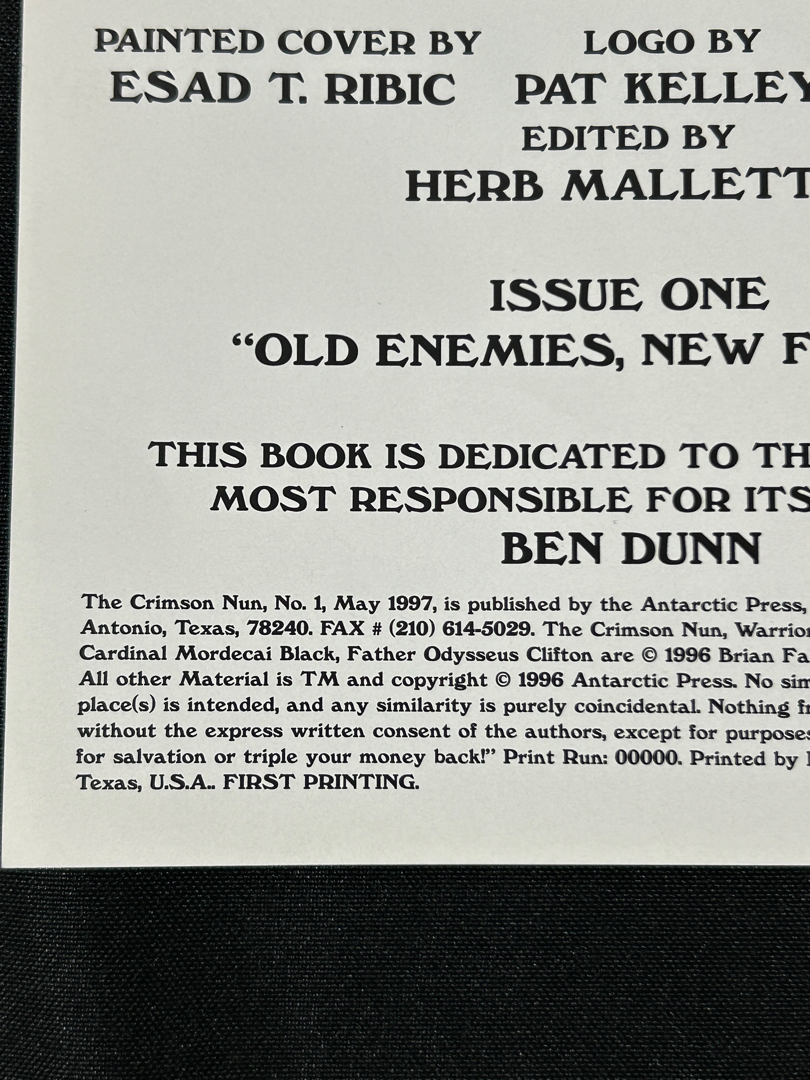 PAINTED COVER BY LOGO BY
ESAD T. RIBIC PAT KELLEY
EDITED BY
HERB MALLETT
ISSUE ONE
“OLD ENEMIES, NEW F
THIS BOOK IS DEDICATED TO TH
MOST RESPONSIBLE FOR ITS
BEN DUNN
The Crimson Nun, No. 1, May 1997, is published by the Antarctic Press,
Antonio, Texas, 78240. FAX # (210) 614-5029. The Crimson Nun, Warrior
Cardinal Mordecai Black, Father Odysseus Clifton are © 1996 Brian Fa
All other Material is TM and copyright © 1996 Antarctic Press. No sim
place(s) is intended, and any similarity is purely coincidental. Nothing fr
without the express written consent of the authors, except for purposes
for salvation or triple your money back!” Print Run: 00000. Printed by
Texas, U.S.A.. FIRST PRINTING.